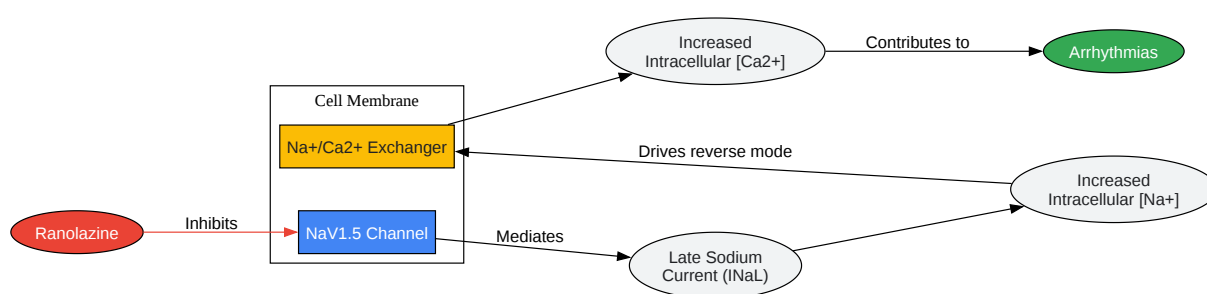 Increased
Intracellular [Ca2+]
Contributes to
Arrhythmias
Cell Membrane
Na+/Ca2+ Exchanger
Drives reverse mode
Increased
Intracellular [Na+]
Ranolazine
Inhibits
NaV1.5 Channel
Mediates
Late Sodium
Current (INaL)